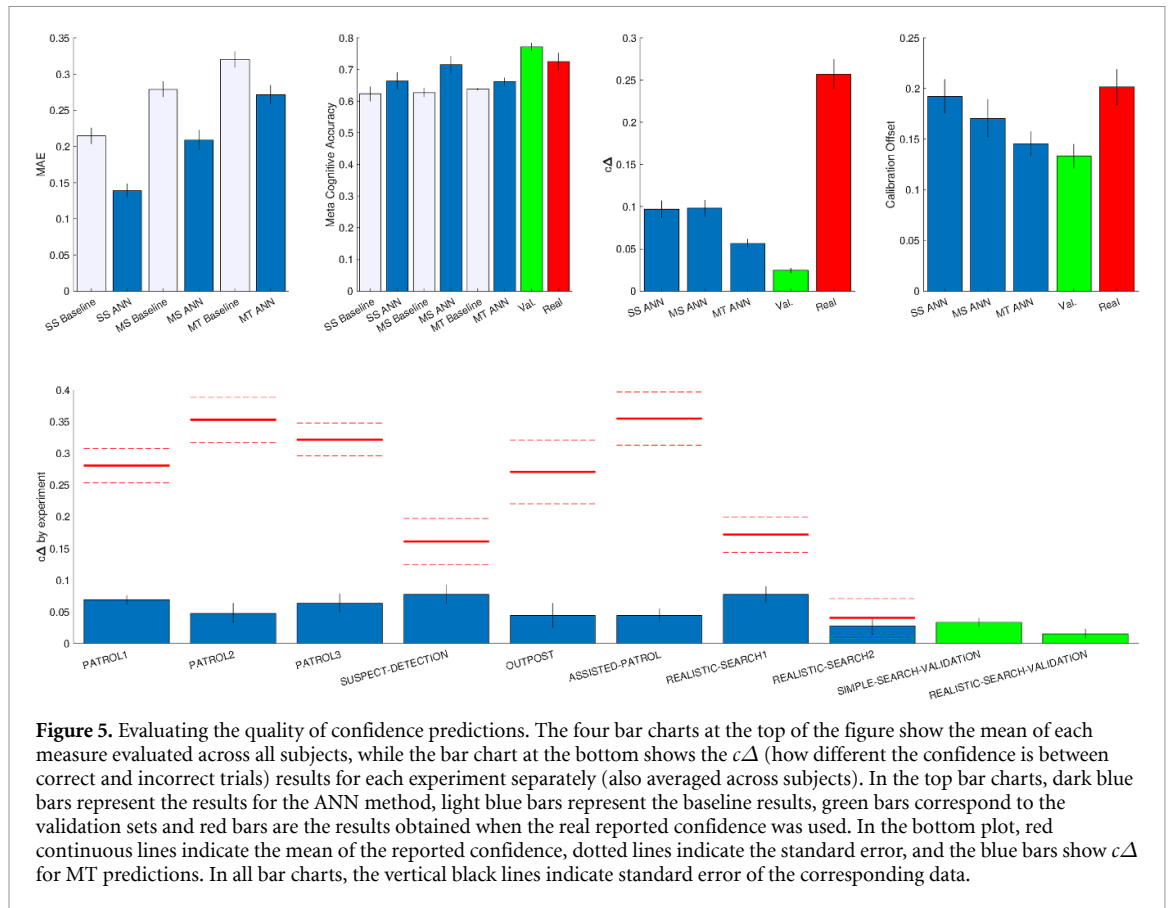 MAE
0.35
0.3
0.25
0.2
0.15
0.1
0.05
0
SS Baseline
SS ANN
MS Baseline
MS ANN
MT Baseline
MT ANN
Meta Cognitive Accuracy
0.8
0.7
0.6
0.5
0.4
0.3
0.2
0.1
0
SS Baseline
SS ANN
MS Baseline
MS ANN
MT Baseline
MT ANN
Val.
Real
cΔ
0.3
0.25
0.2
0.15
0.1
0.05
0
SS ANN
MS ANN
MT ANN
Val.
Real
Calibration Offset
0.25
0.2
0.15
0.1
0.05
0
SS ANN
MS ANN
MT ANN
Val.
Real
cΔ by experiment
0.4
0.35
0.3
0.25
0.2
0.15
0.1
0.05
0
PATROL1
PATROL2
PATROL3
SUSPECT-DETECTION
OUTPOST
ASSISTED-PATROL
REALISTIC-SEARCH1
REALISTIC-SEARCH2
SIMPLE-SEARCH-VALIDATION
REALISTIC-SEARCH-VALIDATION
Figure 5. Evaluating the quality of confidence predictions. The four bar charts at the top of the figure show the mean of each
measure evaluated across all subjects, while the bar chart at the bottom shows the cΔ (how different the confidence is between
correct and incorrect trials) results for each experiment separately (also averaged across subjects). In the top bar charts, dark blue
bars represent the results for the ANN method, light blue bars represent the baseline results, green bars correspond to the
validation sets and red bars are the results obtained when the real reported confidence was used. In the bottom plot, red
continuous lines indicate the mean of the reported confidence, dotted lines indicate the standard error, and the blue bars show cΔ
for MT predictions. In all bar charts, the vertical black lines indicate standard error of the corresponding data.